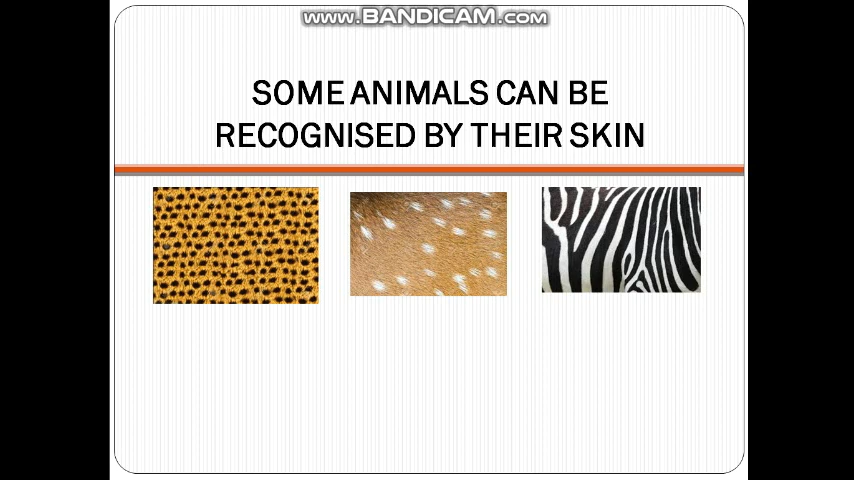 www.BANDICAM.com
SOME ANIMALS CAN BE
RECOGNISED BY THEIR SKIN